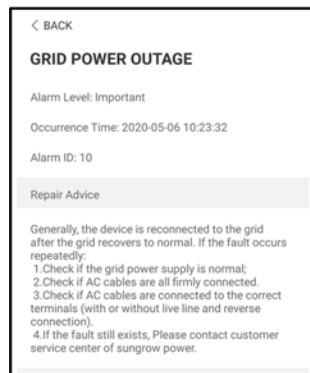 < BACK
GRID POWER OUTAGE
Alarm Level: Important
Occurrence Time: 2020-05-06 10:23:32
Alarm ID: 10
Repair Advice
Generally, the device is reconnected to the grid
after the grid recovers to normal. If the fault occurs
repeatedly:
1.Check if the grid power supply is normal;
2.Check if AC cables are all firmly connected.
3.Check if AC cables are connected to the correct
terminals (with or without live line and reverse
connection).
4.If the fault still exists, Please contact customer
service center of sungrow power.